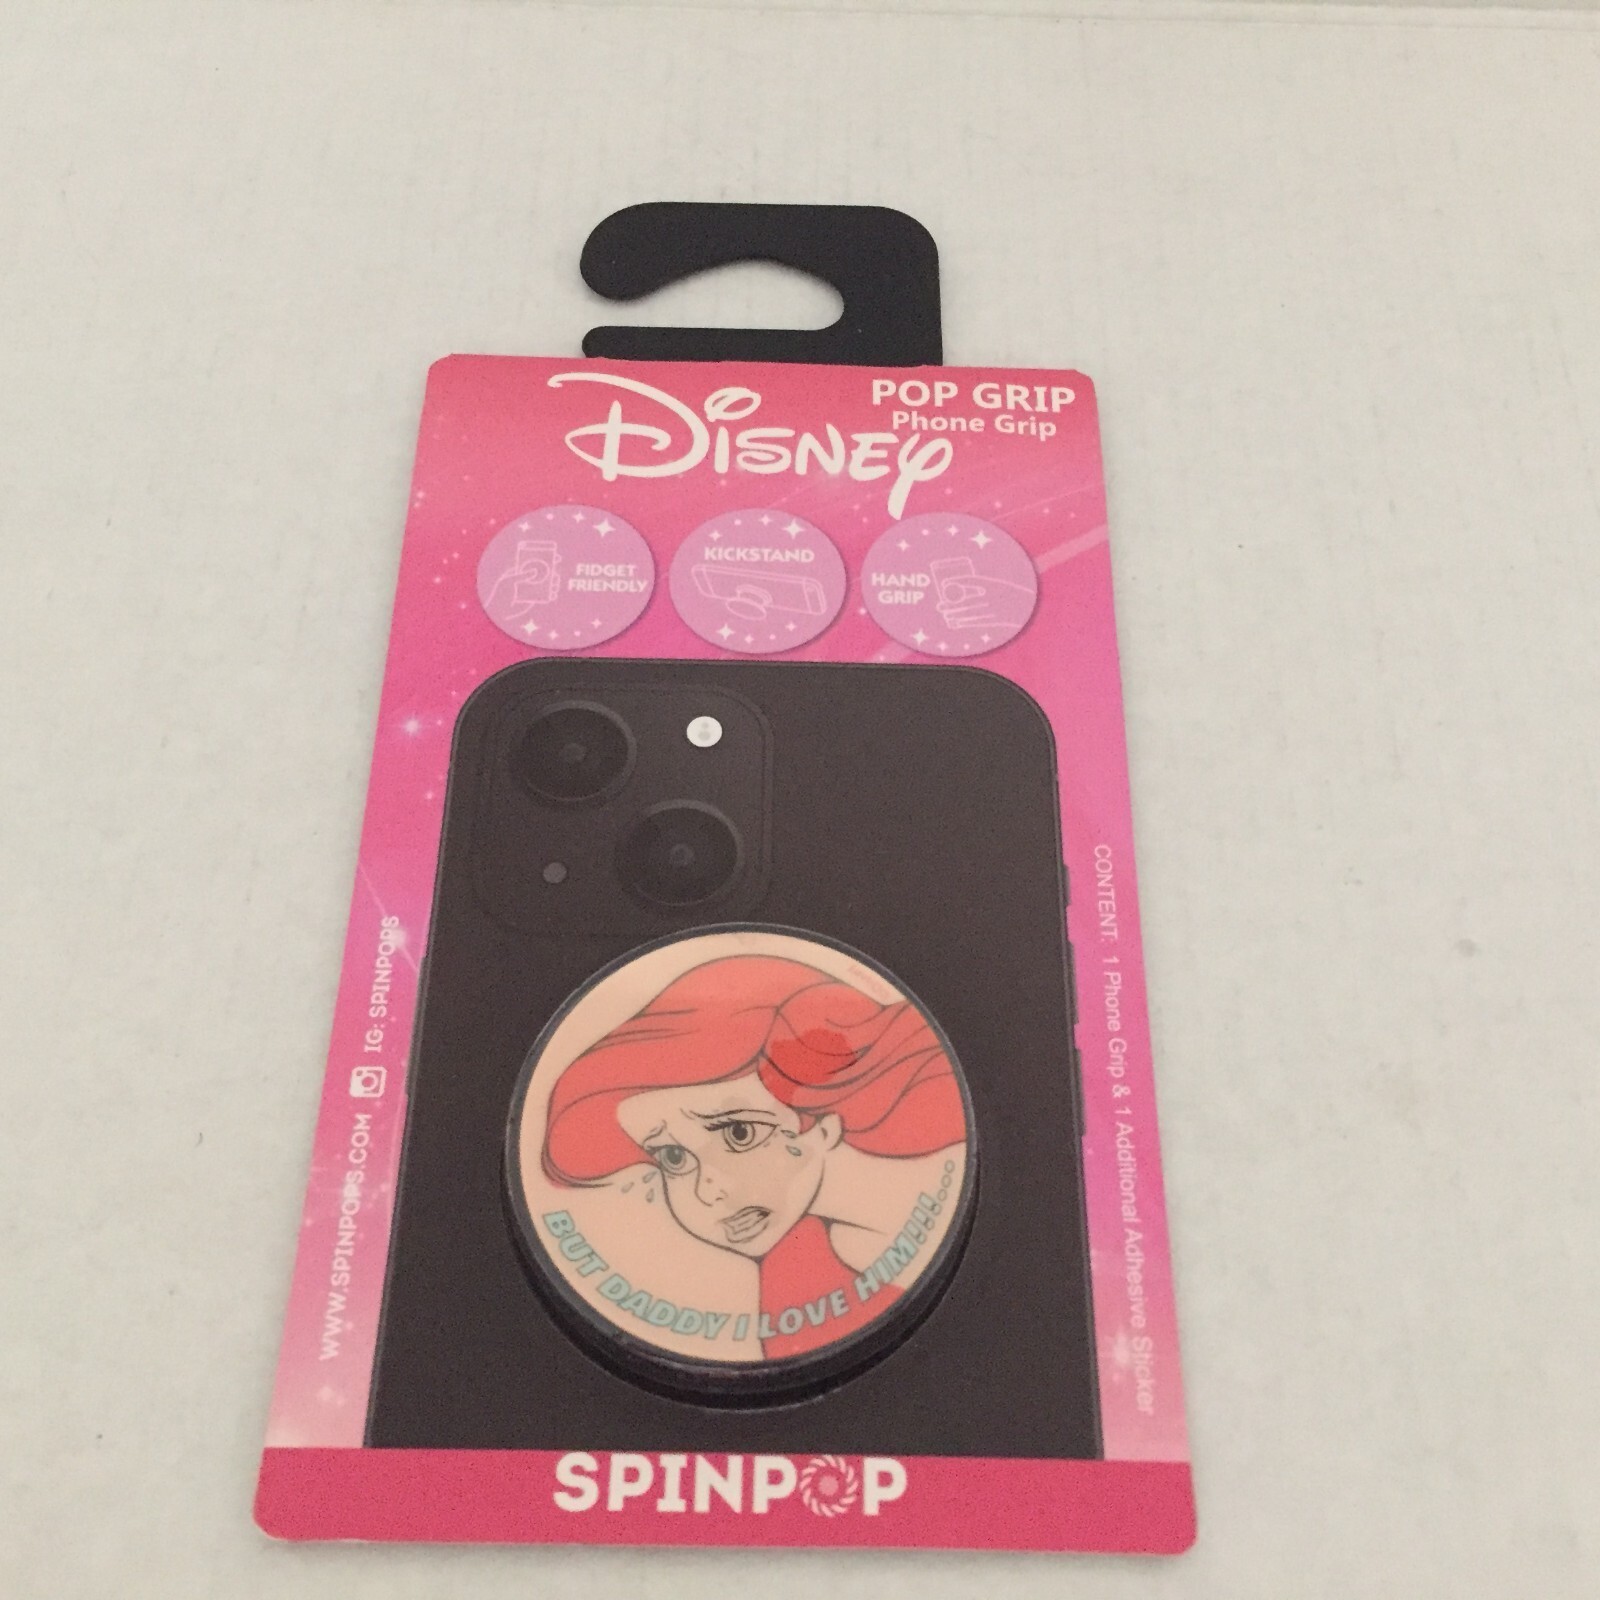 DISNEY
POP GRIP
Phone Grip
FIDGET
FRIENDLY
KICKSTAND
HAND
GRIP
WWW.SPINPOPS.COM IG: SPINPOPS
CONTENT: 1 Phone Grip & 1 Additional Adhesive Sticker
BUT DADDY I LOVE HIM!!!!...
SPINPOP